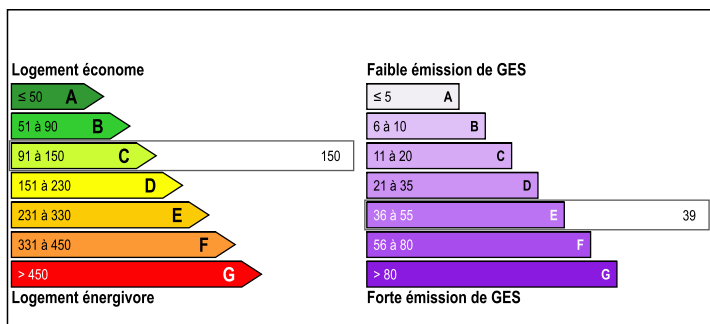 Logement économe
≤ 50 A
51 à 90 B
91 à 150 C 150
151 à 230 D
231 à 330 E
331 à 450 F
> 450 G
Logement énergivore
Faible émission de GES
≤ 5 A
6 à 10 B
11 à 20 C
21 à 35 D
36 à 55 E 39
56 à 80 F
> 80 G
Forte émission de GES